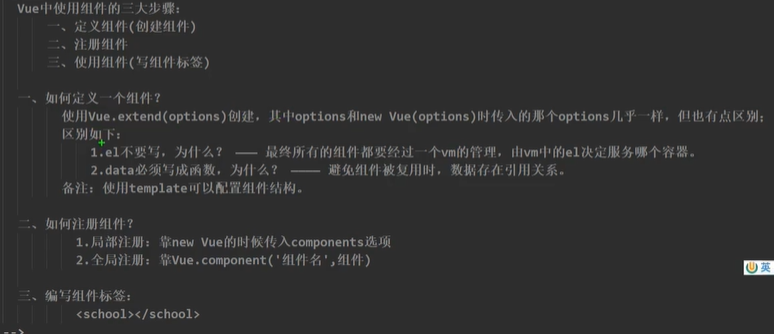 Vue中使用组件的三大步骤:
一、定义组件(创建组件)
二、注册组件
三、使用组件(写组件标签)
一、如何定义一个组件?
使用Vue.extend(options)创建，其中options和new Vue(options)时传入的那个options几乎一样，但也有点区别;
区别如下:
1.el不要写，为什么? ——— 最终所有的组件都要经过一个vm的管理，由vm中的el决定服务哪个容器。
2.data必须写成函数，为什么? ———— 避免组件被复用时，数据存在引用关系。
备注: 使用template可以配置组件结构。
二、如何注册组件?
1.局部注册: 靠new Vue的时候传入components选项
2.全局注册: 靠Vue.component('组件名',组件)
英
三、编写组件标签:
<school></school>
-->